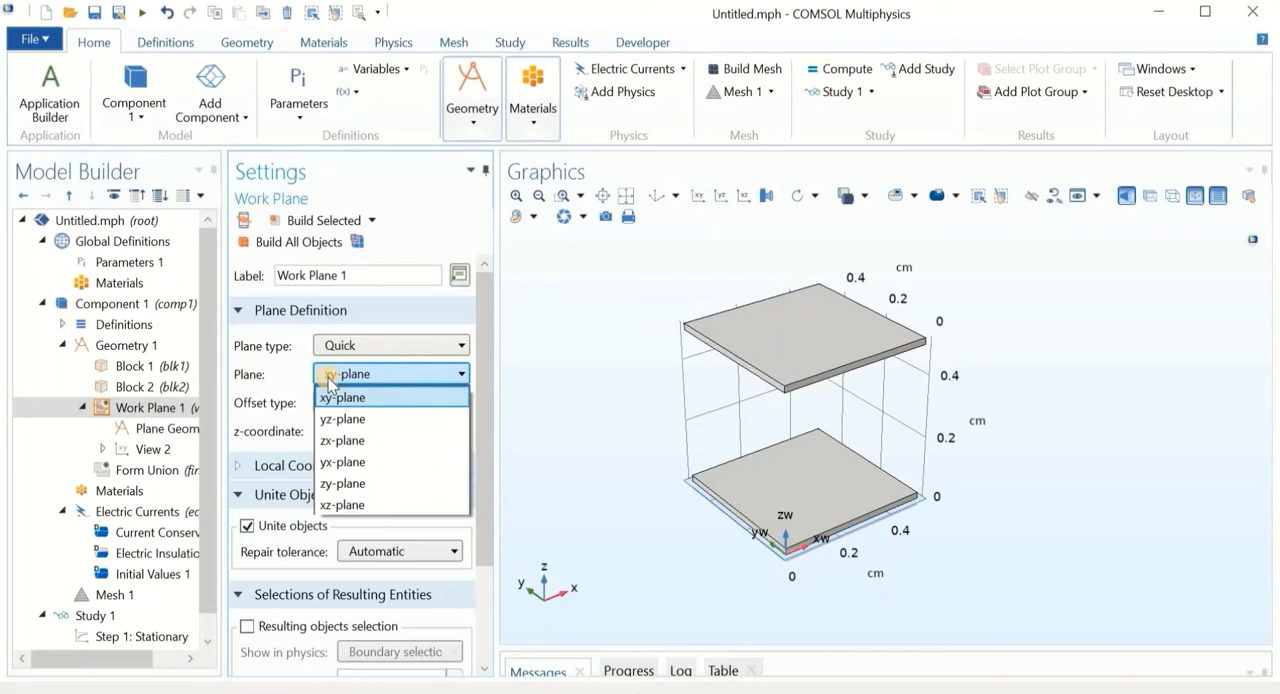 Untitled.mph - COMSOL Multiphysics
File Home Definitions Geometry Materials Physics Mesh Study Results Developer
Application Builder
Component 1
Add Component
Parameters
a= Variables
f(x)
Pi
Geometry
Materials
Electric Currents
Add Physics
Build Mesh
Mesh 1
= Compute
Add Study
Study 1
Select Plot Group
Add Plot Group
Windows
Reset Desktop
Application Model Definitions Physics Mesh Study Results Layout
Model Builder
Untitled.mph (root)
Global Definitions
Pi Parameters 1
Materials
Component 1 (comp1)
Definitions
Geometry 1
Block 1 (blk1)
Block 2 (blk2)
Work Plane 1 (w
Plane Geom
View 2
Form Union (fin
Materials
Electric Currents (ec
Current Conserv
Electric Insulatio
Initial Values 1
Mesh 1
Study 1
Step 1: Stationary
Settings
Work Plane
Build Selected
Build All Objects
Label: Work Plane 1
Plane Definition
Plane type: Quick
Plane: xy-plane
Offset type:
z-coordinate:
xy-plane
yz-plane
zx-plane
yx-plane
zy-plane
xz-plane
Local Coo
Unite Obje
Unite objects
Repair tolerance: Automatic
Selections of Resulting Entities
Resulting objects selection
Show in physics: Boundary selectic
Graphics
cm
0.4
0.2
0
0.4
cm
0.2
0
zw
yw
xw
0.4
0.2
0
cm
z
y
x
Messages Progress Log Table